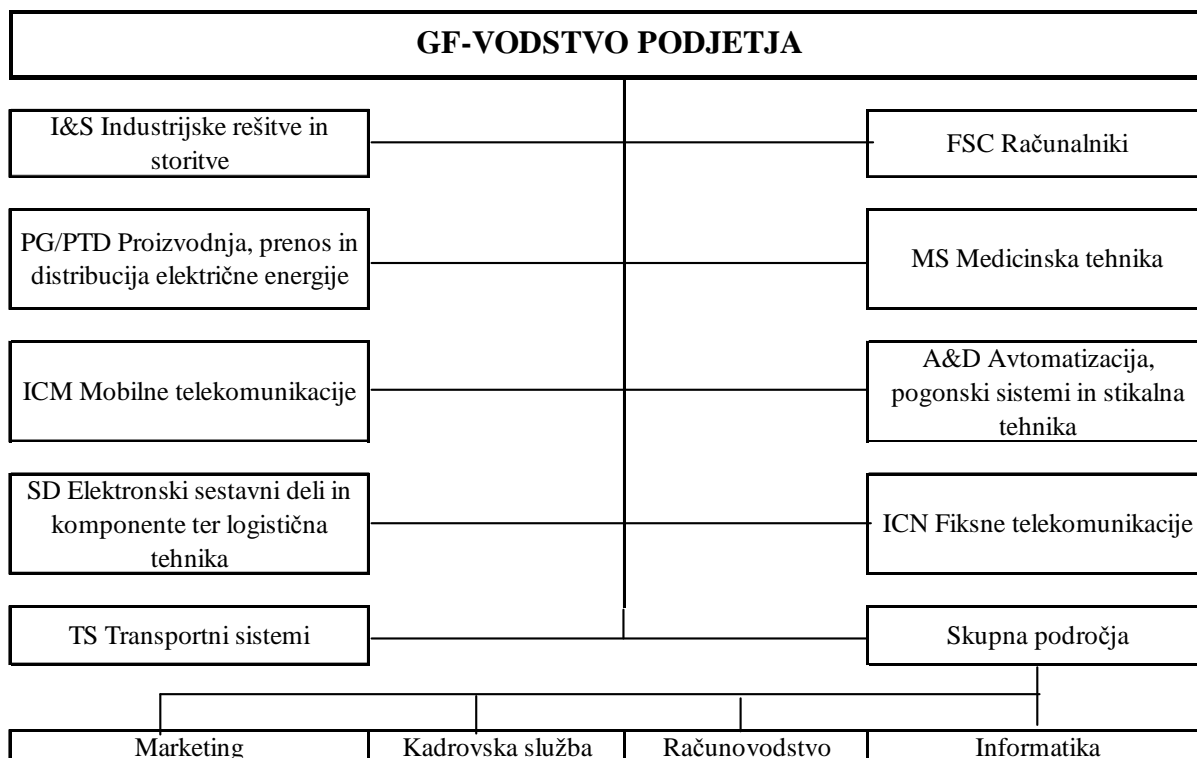 GF-VODSTVO PODJETJA
I&S Industrijske rešitve in
storitve
FSC Računalniki
PG/PTD Proizvodnja, prenos in
distribucija električne energije
MS Medicinska tehnika
ICM Mobilne telekomunikacije
A&D Avtomatizacija,
pogonski sistemi in stikalna
tehnika
SD Elektronski sestavni deli in
komponente ter logistična
tehnika
ICN Fiksne telekomunikacije
TS Transportni sistemi
Skupna področja
Marketing
Kadrovska služba
Računovodstvo
Informatika